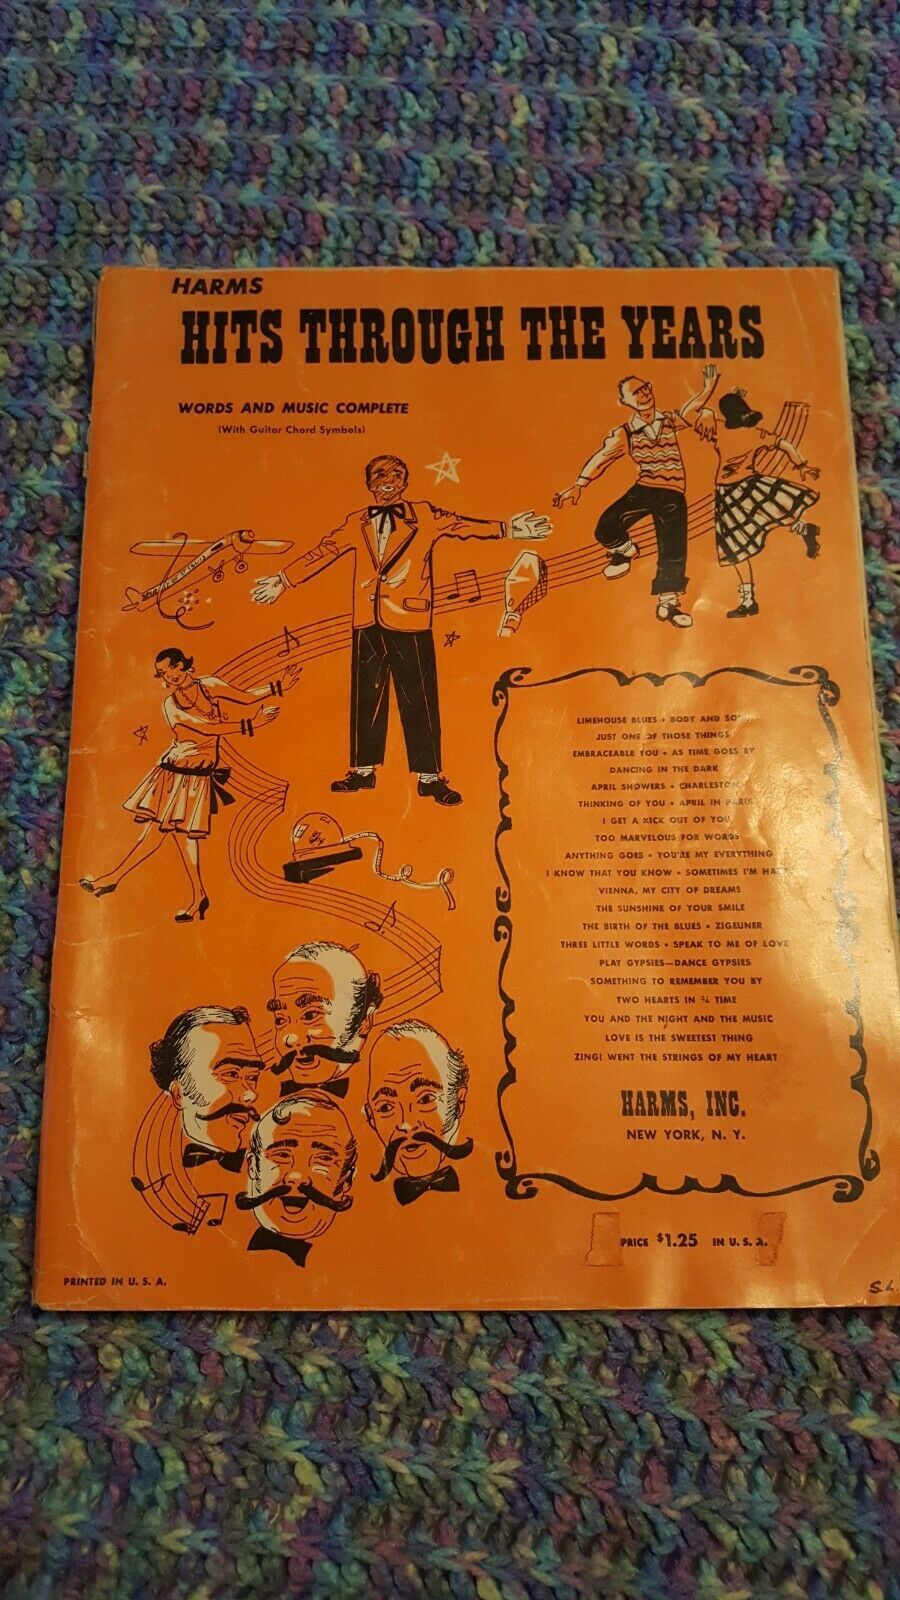 HARMS
HITS THROUGH THE YEARS
WORDS AND MUSIC COMPLETE
(With Guitar Chord Symbols)
SPIRIT OF ST LOUIS
LIMEHOUSE BLUES • BODY AND SOUL
JUST ONE OF THOSE THINGS
EMBRACEABLE YOU • AS TIME GOES BY
DANCING IN THE DARK
APRIL SHOWERS • CHARLESTON
THINKING OF YOU • APRIL IN PARIS
I GET A KICK OUT OF YOU
TOO MARVELOUS FOR WORDS
ANYTHING GOES • YOU'RE MY EVERYTHING
I KNOW THAT YOU KNOW • SOMETIMES I'M
VIENNA, MY CITY OF DREAMS
THE SUNSHINE OF YOUR SMILE
THE BIRTH OF THE BLUES • ZIGEUNER
THREE LITTLE WORDS • SPEAK TO ME OF LOVE
PLAY GYPSIES—DANCE GYPSIES
SOMETHING TO REMEMBER YOU BY
TWO HEARTS IN ¾ TIME
YOU AND THE NIGHT AND THE MUSIC
LOVE IS THE SWEETEST THING
ZING! WENT THE STRINGS OF MY HEART
HARMS, INC.
NEW YORK, N. Y.
PRICE $1.25 IN U. S. A.
PRINTED IN U. S. A.